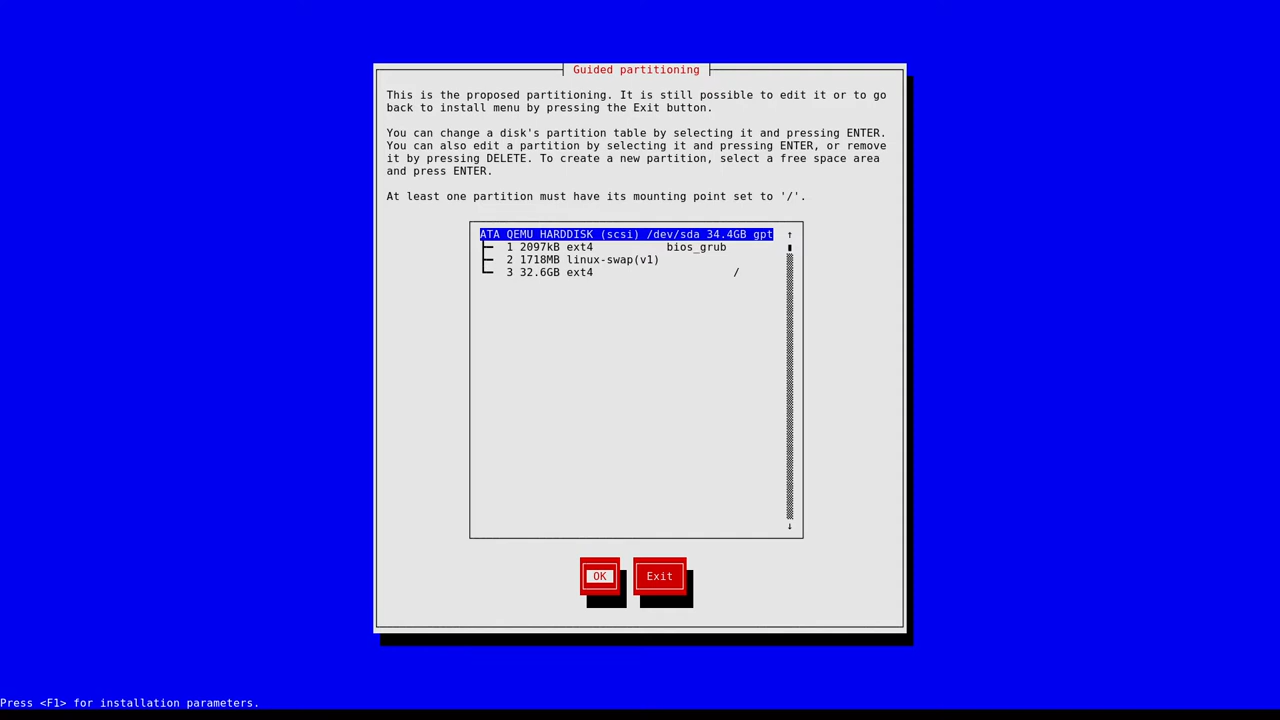 Guided partitioning
This is the proposed partitioning. It is still possible to edit it or to go
back to install menu by pressing the Exit button.
You can change a disk's partition table by selecting it and pressing ENTER.
You can also edit a partition by selecting it and pressing ENTER, or remove
it by pressing DELETE. To create a new partition, select a free space area
and press ENTER.
At least one partition must have its mounting point set to '/'.
ATA QEMU HARDDISK (scsi) /dev/sda 34.4GB gpt
1 2097kB ext4 bios_grub
2 1718MB linux-swap(v1)
3 32.6GB ext4 /
OK Exit
Press <F1> for installation parameters.